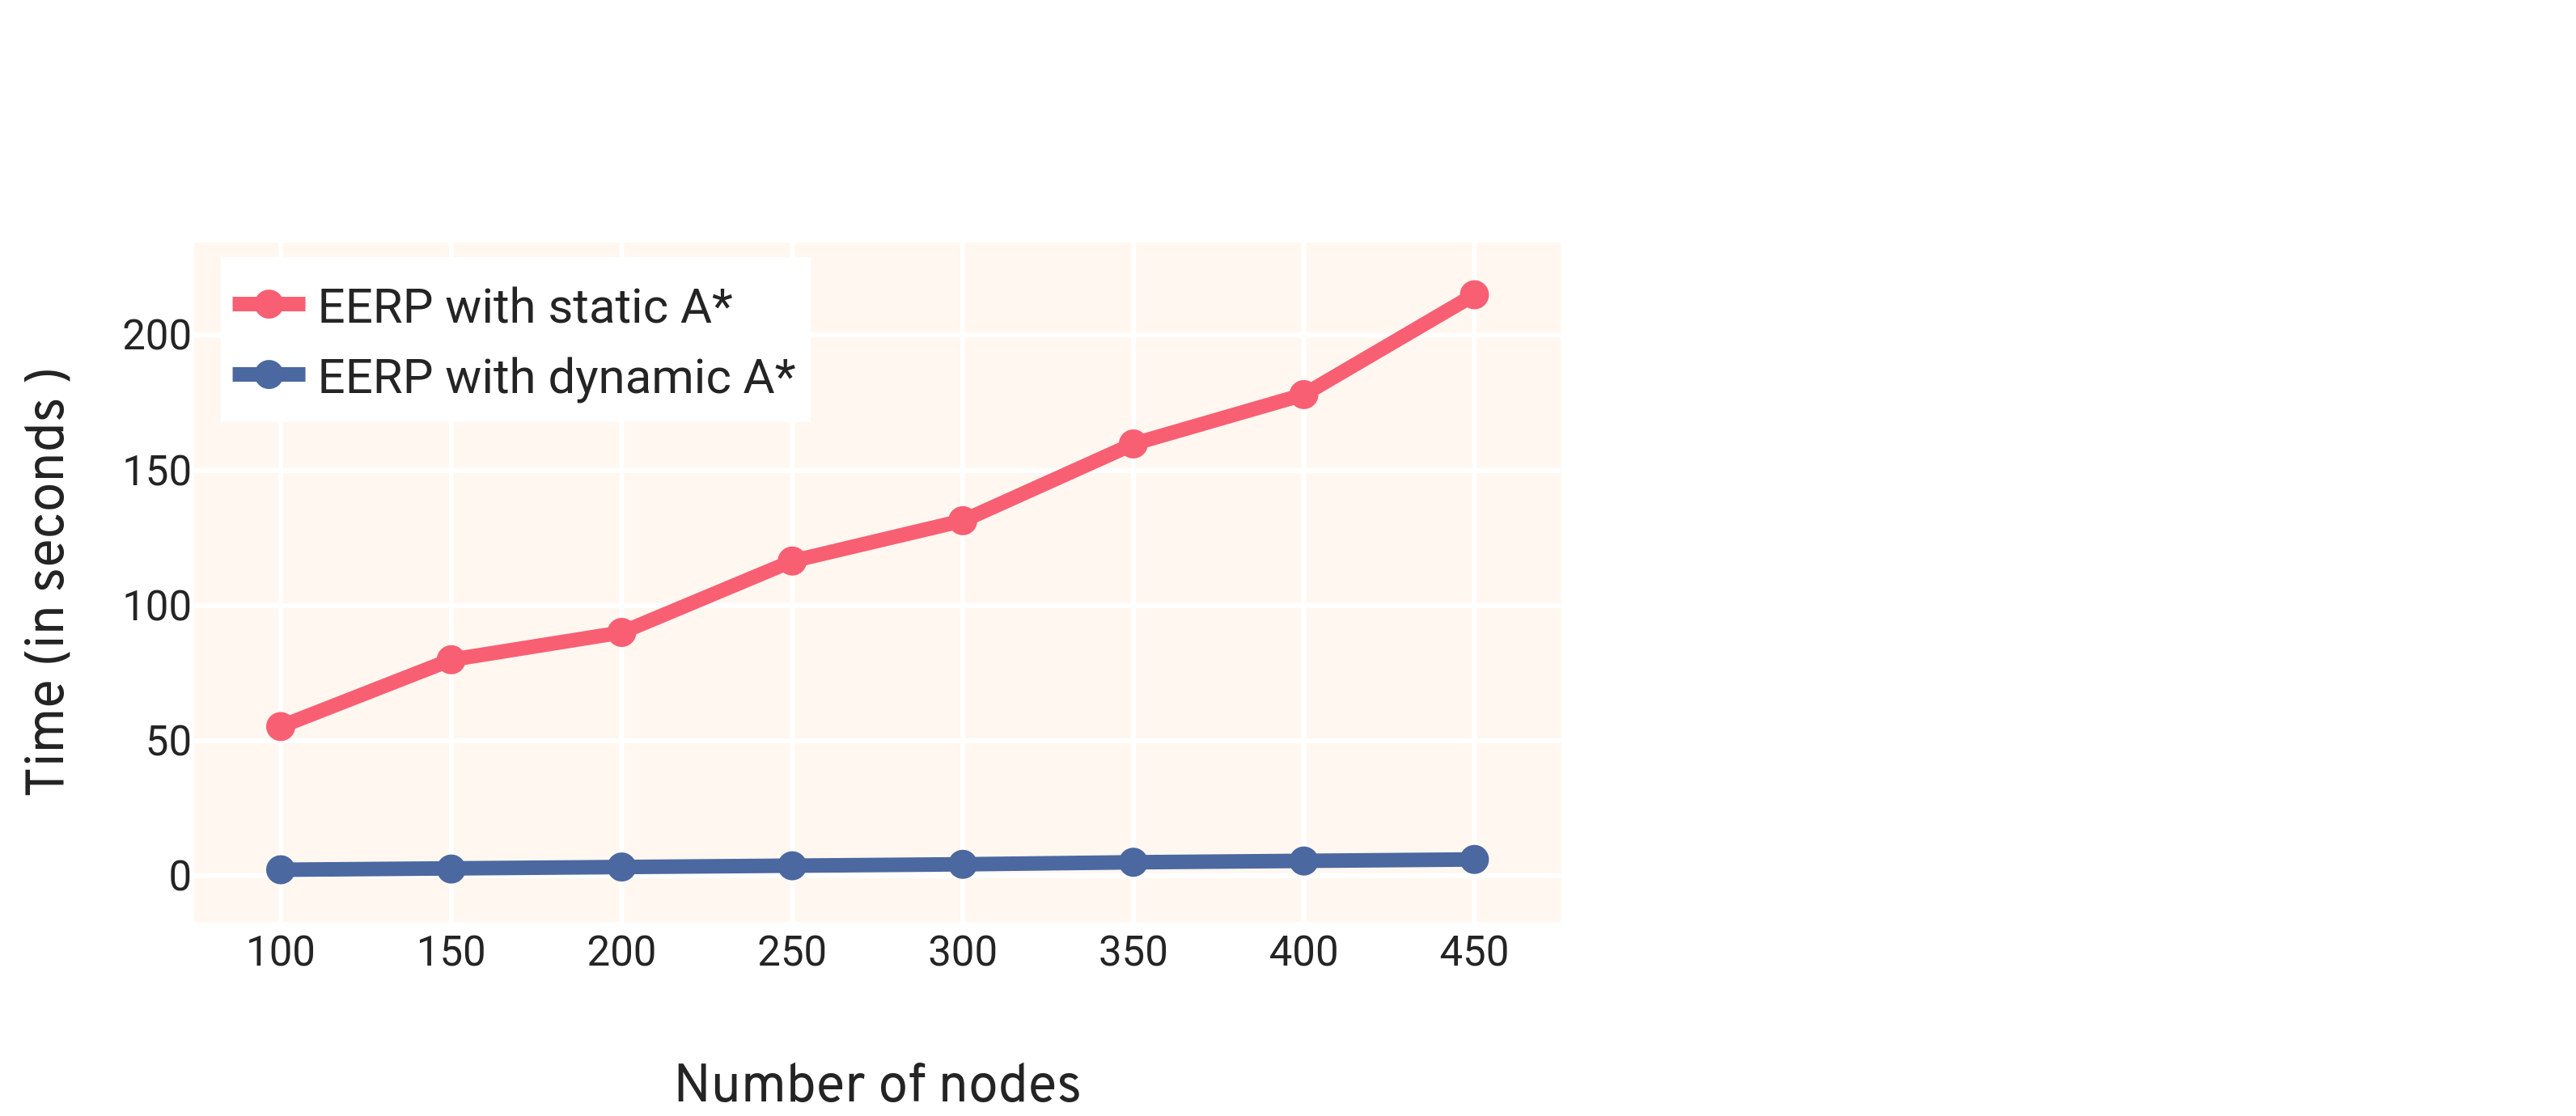 EERP with static A*
EERP with dynamic A*
200
150
100
50
0
Time (in seconds )
100 150 200 250 300 350 400 450
Number of nodes